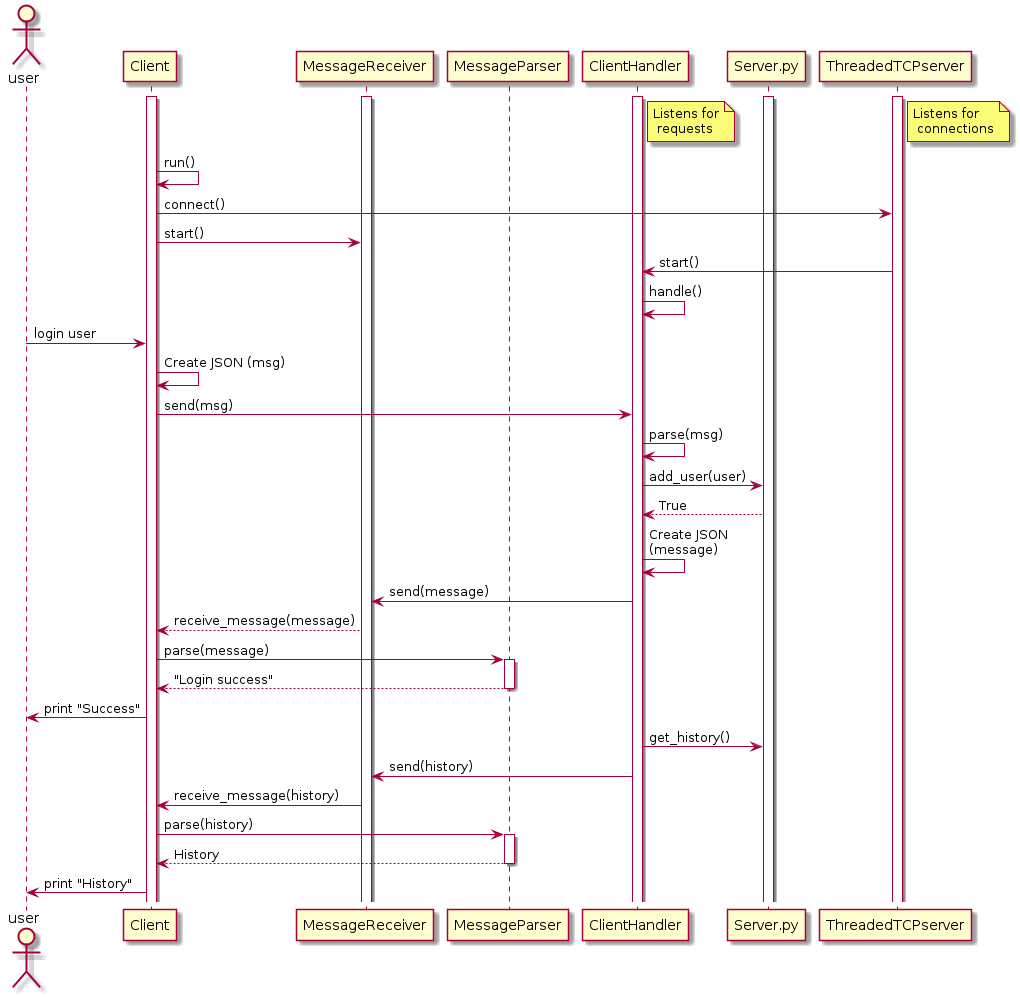 user
Client
MessageReceiver
MessageParser
ClientHandler
Server.py
ThreadedTCPserver
Listens for
requests
Listens for
connections
run()
connect()
start()
start()
handle()
login user
Create JSON (msg)
send(msg)
parse(msg)
add_user(user)
True
Create JSON
(message)
send(message)
receive_message(message)
parse(message)
"Login success"
print "Success"
get_history()
send(history)
receive_message(history)
parse(history)
History
print "History"
user
Client
MessageReceiver
MessageParser
ClientHandler
Server.py
ThreadedTCPserver